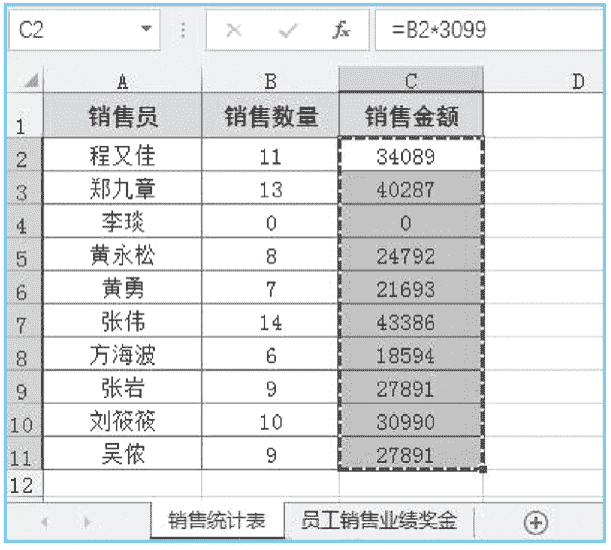 C2 fx =B2*3099
A B C D
1 销售员 销售数量 销售金额
2 程又佳 11 34089
3 郑九章 13 40287
4 李琰 0 0
5 黄永松 8 24792
6 黄勇 7 21693
7 张伟 14 43386
8 方海波 6 18594
9 张岩 9 27891
10 刘筱筱 10 30990
11 吴侬 9 27891
12
销售统计表 员工销售业绩奖金